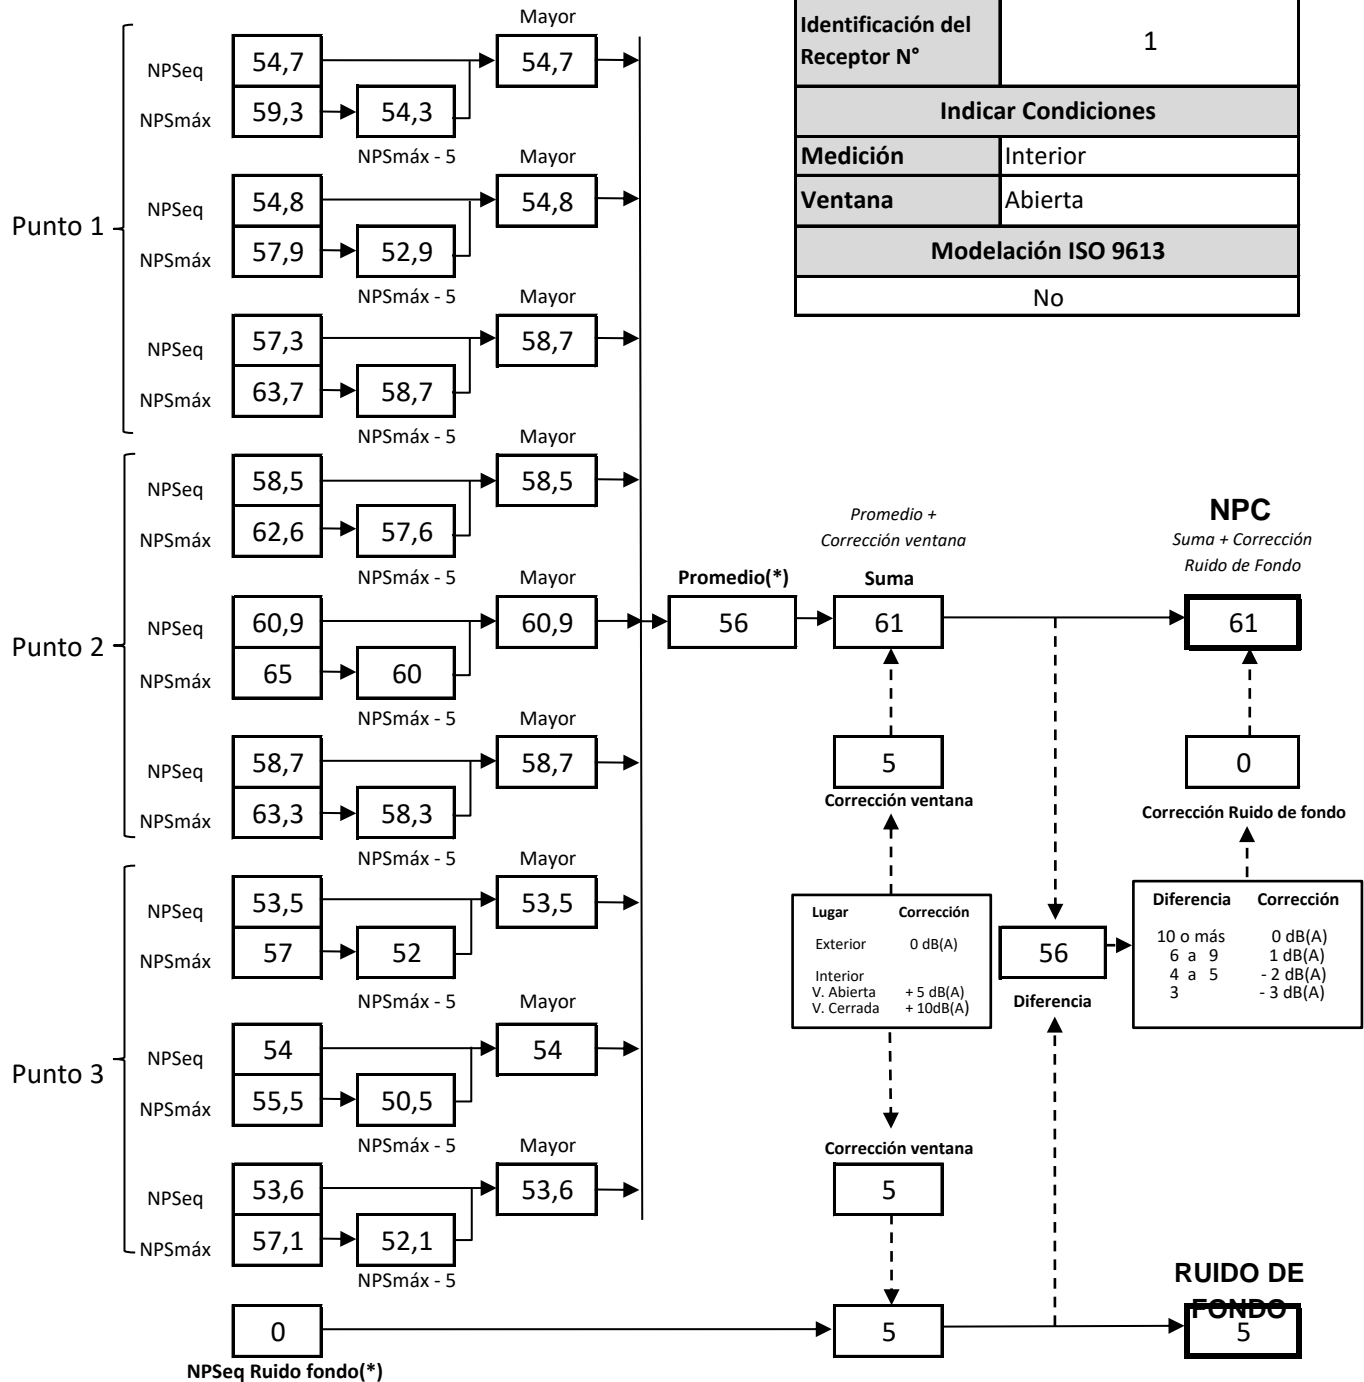 Identificación del
Receptor N°
1
Indicar Condiciones
Medición
Interior
Ventana
Abierta
Modelación ISO 9613
No
Punto 1
Mayor
NPSeq
54,7
54,7
NPSmáx
59,3
54,3
NPSmáx - 5
Mayor
NPSeq
54,8
54,8
NPSmáx
57,9
52,9
NPSmáx - 5
Mayor
NPSeq
57,3
58,7
NPSmáx
63,7
58,7
NPSmáx - 5
Punto 2
Mayor
NPSeq
58,5
58,5
NPSmáx
62,6
57,6
NPSmáx - 5
Mayor
NPSeq
60,9
60,9
NPSmáx
65
60
NPSmáx - 5
Mayor
NPSeq
58,7
58,7
NPSmáx
63,3
58,3
NPSmáx - 5
Punto 3
Mayor
NPSeq
53,5
53,5
NPSmáx
57
52
NPSmáx - 5
Mayor
NPSeq
54
54
NPSmáx
55,5
50,5
NPSmáx - 5
Mayor
NPSeq
53,6
53,6
NPSmáx
57,1
52,1
NPSmáx - 5
0
NPSeq Ruido fondo(*)
Promedio(*)
56
Promedio +
Corrección ventana
Suma
61
5
Corrección ventana
Lugar Corrección
Exterior 0 dB(A)
Interior
V. Abierta + 5 dB(A)
V. Cerrada + 10dB(A)
Corrección ventana
5
5
56
Diferencia
NPC
Suma + Corrección
Ruido de Fondo
61
0
Corrección Ruido de fondo
Diferencia Corrección
10 o más 0 dB(A)
6 a 9 1 dB(A)
4 a 5 - 2 dB(A)
3 - 3 dB(A)
RUIDO DE
FONDO
5